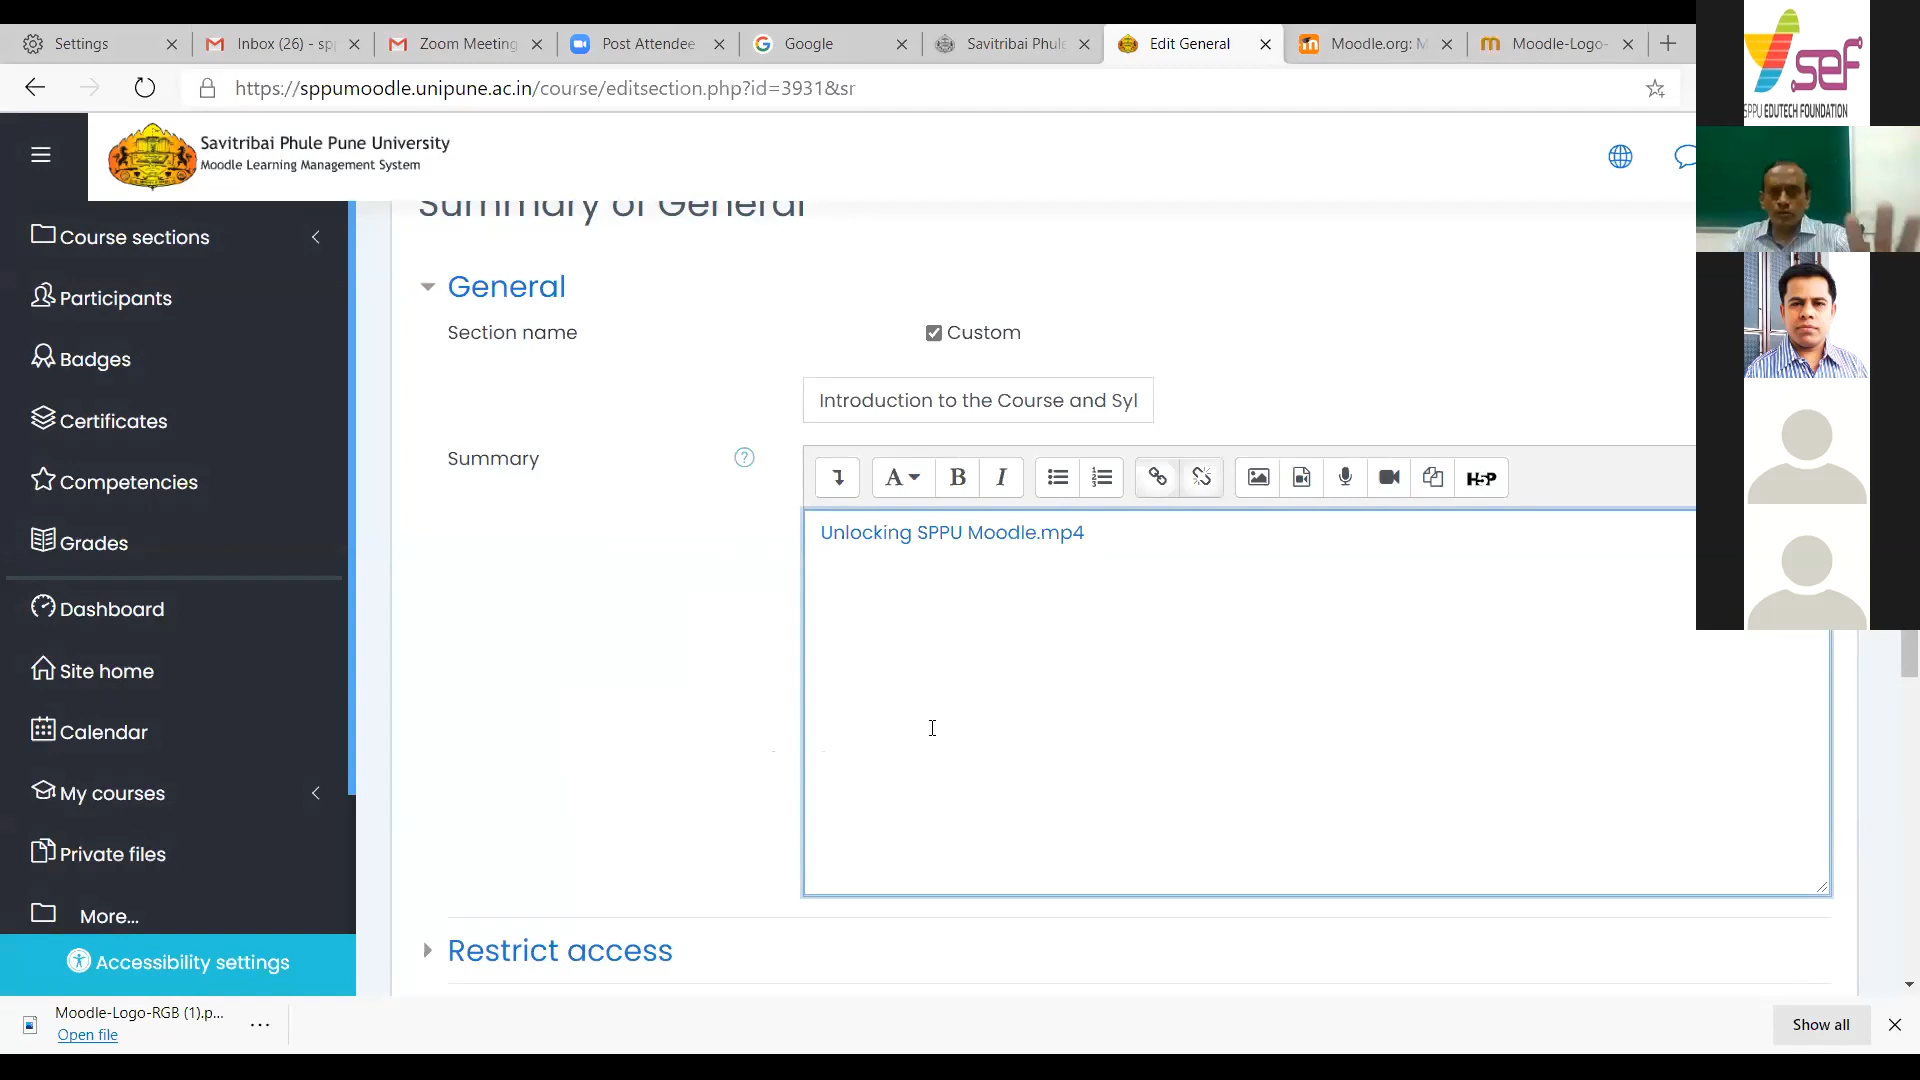 Settings
Inbox (26) - sp
Zoom Meeting
Post Attendee
Google
Savitribai Phule
Edit General
Moodle.org: M
Moodle-Logo-
https://sppumoodle.unipune.ac.in/course/editsection.php?id=3931&sr
sef
SPPU EDUTECH FOUNDATION
Savitribai Phule Pune University
Moodle Learning Management System
Course sections
Participants
Badges
Certificates
Competencies
Grades
Dashboard
Site home
Calendar
My courses
Private files
More...
Accessibility settings
Summary of General
General
Section name
Custom
Introduction to the Course and Syl
Summary
?
A
B
I
H5P
Unlocking SPPU Moodle.mp4
Restrict access
Moodle-Logo-RGB (1).p...
Open file
...
Show all